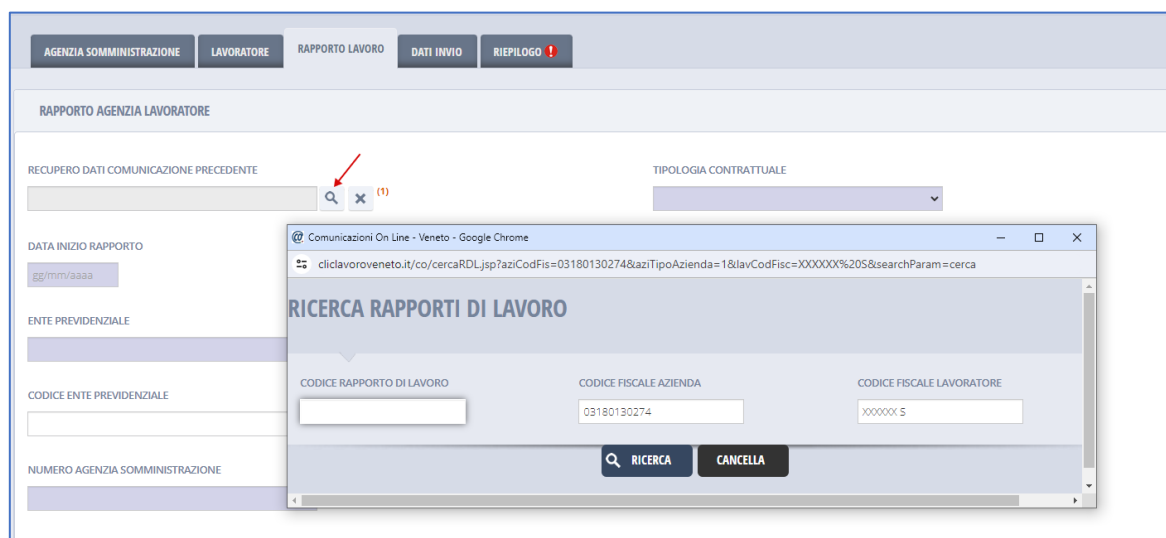 AGENZIA SOMMINISTRAZIONE LAVORATORE RAPPORTO LAVORO DATI INVIO RIEPILOGO !
RAPPORTO AGENZIA LAVORATORE
RECUPERO DATI COMUNICAZIONE PRECEDENTE TIPOLOGIA CONTRATTUALE
(1)
DATA INIZIO RAPPORTO
gg/mm/aaaa
ENTE PREVIDENZIALE
CODICE ENTE PREVIDENZIALE
NUMERO AGENZIA SOMMINISTRAZIONE
@ Comunicazioni On Line - Veneto - Google Chrome
cliclavoroveneto.it/co/cercaRDL.jsp?aziCodFis=03180130274&aziTipoAzienda=1&lavCodFisc=XXXXXX%20S&searchParam=cerca
RICERCA RAPPORTI DI LAVORO
CODICE RAPPORTO DI LAVORO CODICE FISCALE AZIENDA CODICE FISCALE LAVORATORE
03180130274 XXXXXX S
RICERCA CANCELLA